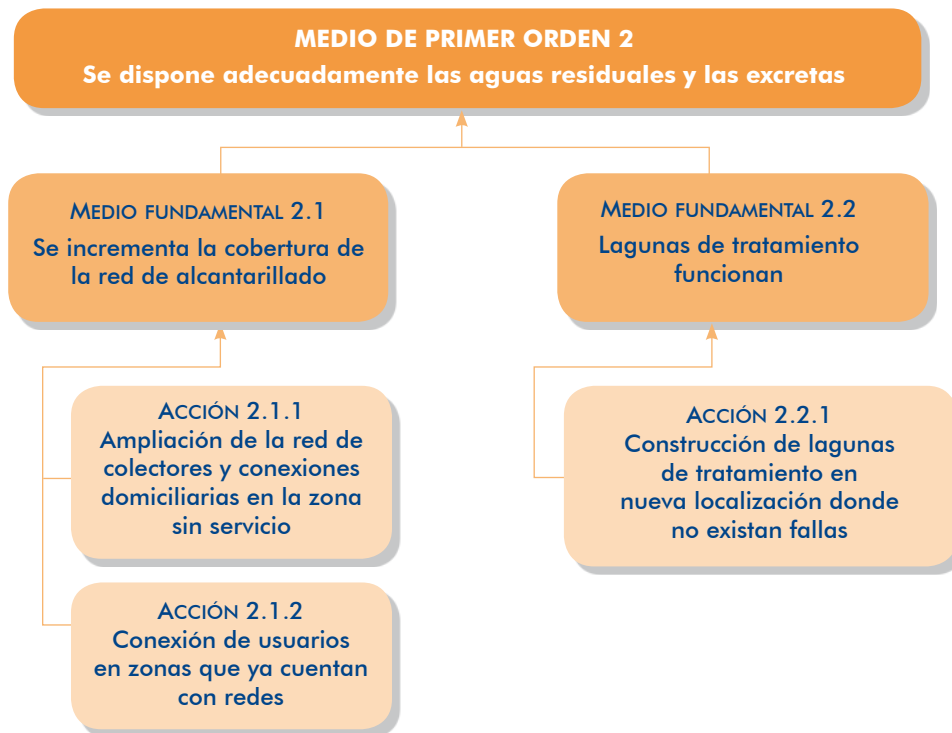 MEDIO DE PRIMER ORDEN 2
Se dispone adecuadamente las aguas residuales y las excretas
MEDIO FUNDAMENTAL 2.1
Se incrementa la cobertura de
la red de alcantarillado
MEDIO FUNDAMENTAL 2.2
Lagunas de tratamiento
funcionan
ACCIÓN 2.1.1
Ampliación de la red de
colectores y conexiones
domiciliarias en la zona
sin servicio
ACCIÓN 2.1.2
Conexión de usuarios
en zonas que ya cuentan
con redes
ACCIÓN 2.2.1
Construcción de lagunas
de tratamiento en
nueva localización donde
no existan fallas